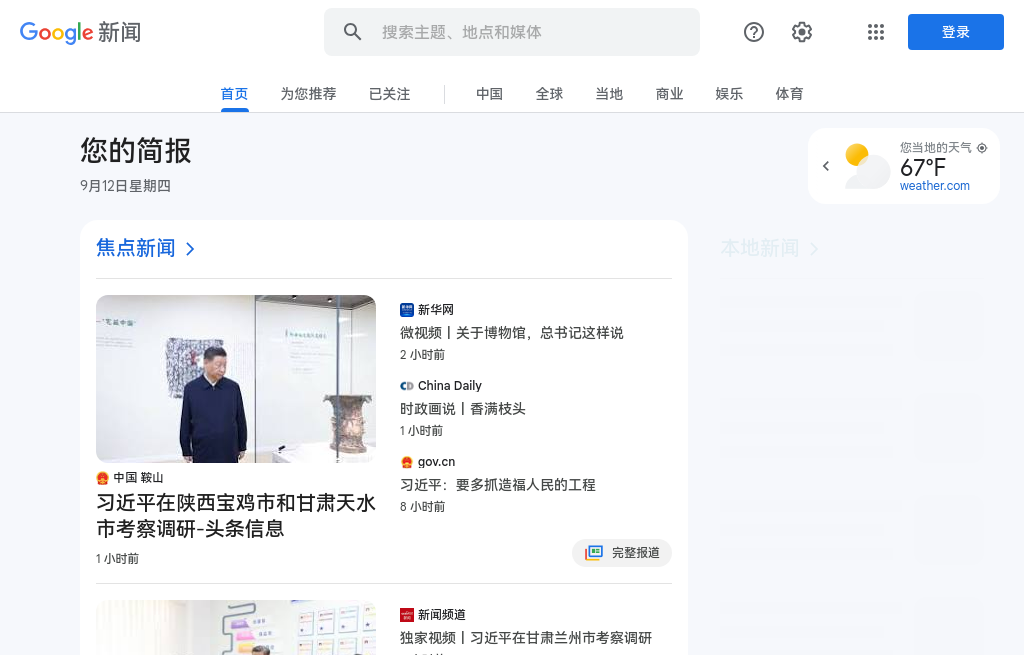 Google 新闻
搜索主题、地点和媒体
登录
首页
为您推荐
已关注
中国
全球
当地
商业
娱乐
体育
您的简报
9月12日星期四
您当地的天气
67°F
weather.com
焦点新闻
本地新闻
中国 鞍山
习近平在陕西宝鸡市和甘肃天水
市考察调研-头条信息
1 小时前
新华网
微视频丨关于博物馆，总书记这样说
2 小时前
China Daily
时政画说丨香满枝头
1 小时前
gov.cn
习近平：要多抓造福人民的工程
8 小时前
完整报道
新闻频道
独家视频丨习近平在甘肃兰州市考察调研